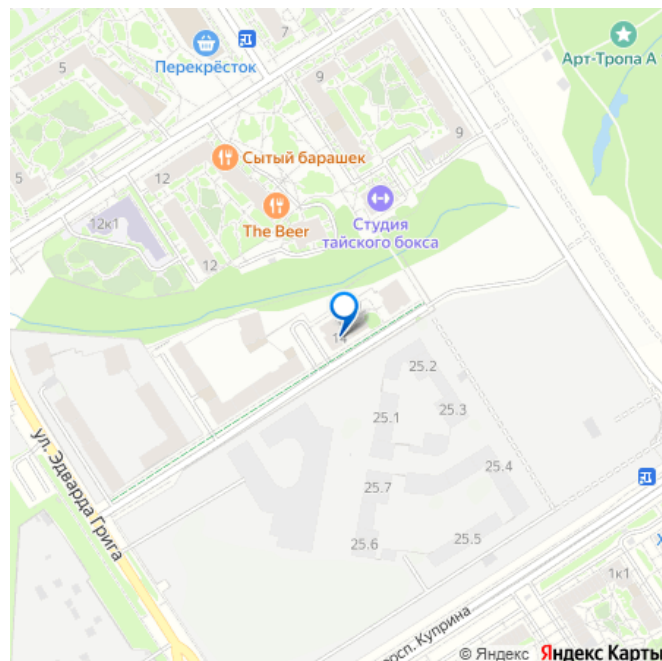 7
Перекрёсток
5
9
Арт-Тропа А
9
Сытый барашек
5
12
The Beer
Студия
тайского бокса
12к1
12
14
25.2
25.1
25.3
25.4
25.7
25.6
25.5
ул. Эдварда Грига
1к1
Х
росп. Куприна
© Яндекс Яндекс Карты